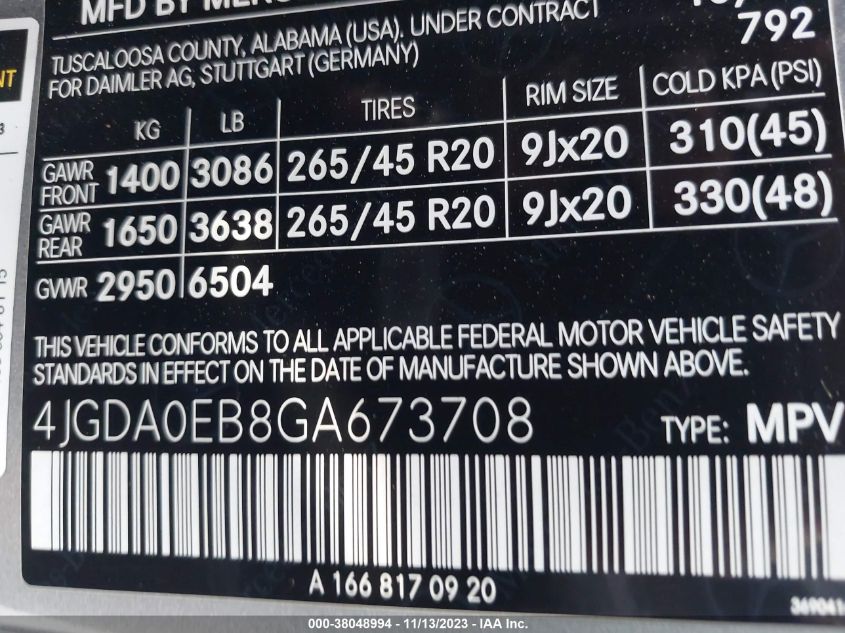 MFD BY
792
TUSCALOOSA COUNTY, ALABAMA (USA). UNDER CONTRACT
FOR DAIMLER AG, STUTTGART (GERMANY)
KG LB TIRES RIM SIZE COLD KPA (PSI)
GAWR FRONT 1400 3086 265/45 R20 9Jx20 310(45)
GAWR REAR 1650 3638 265/45 R20 9Jx20 330(48)
GVWR 2950 6504
THIS VEHICLE CONFORMS TO ALL APPLICABLE FEDERAL MOTOR VEHICLE SAFETY
STANDARDS IN EFFECT ON THE DATE OF MANUFACTURE SHOWN ABOVE.
4JGDA0EB8GA673708 TYPE: MPV
A 166 817 09 20
000-38048994 - 11/13/2023 - IAA Inc.